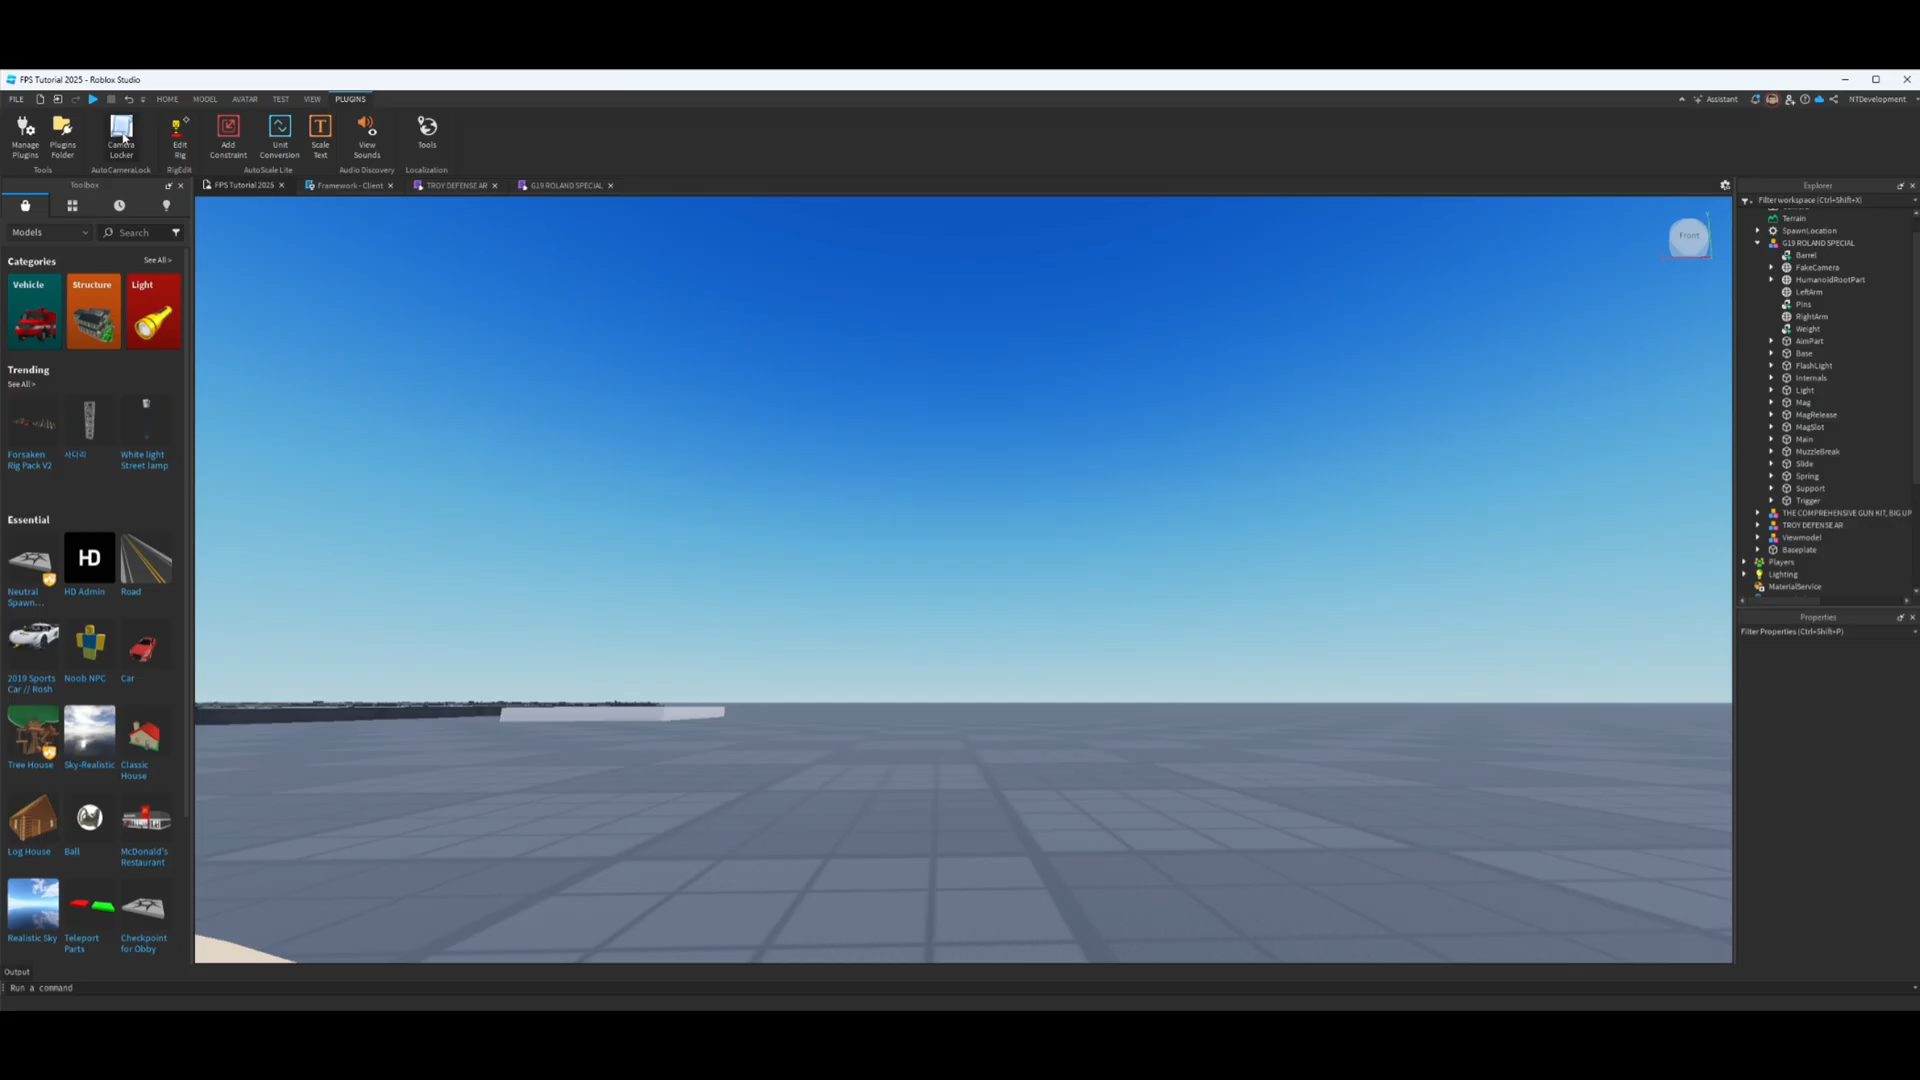 FPS Tutorial 2025 - Roblox Studio
FILE HOME MODEL AVATAR TEST VIEW PLUGINS Assistant NTDevelopment
Manage Plugins
Plugins Folder
Camera Locker
Edit Rig
Add Constraint
Unit Conversion
Scale Text
View Sounds
Tools
Tools AutoCameraLock RigEdit AutoScale Lite Audio Discovery Localization
Toolbox
FPS Tutorial 2025 Framework - Client TROY DEFENSE AR G19 ROLAND SPECIAL
Models Search
Categories See All >
Vehicle Structure Light
Trending
See All >
Forsaken Rig Pack V2
사다리
White light Street lamp
Essential
HD
Neutral Spawn...
HD Admin
Road
2019 Sports Car // Rosh
Noob NPC
Car
Tree House
Sky-Realistic
Classic House
Log House
Ball
McDonald's Restaurant
Realistic Sky
Teleport Parts
Checkpoint for Obby
Output
Run a command
Front
Explorer
Filter workspace (Ctrl+Shift+X)
Terrain
SpawnLocation
G19 ROLAND SPECIAL
Barrel
FakeCamera
HumanoidRootPart
LeftArm
Pins
RightArm
Weight
AimPart
Base
FlashLight
Internals
Light
Mag
MagRelease
MagSlot
Main
MuzzleBreak
Slide
Spring
Support
Trigger
THE COMPREHENSIVE GUN KIT, BIG UP
TROY DEFENSE AR
Viewmodel
Baseplate
Players
Lighting
MaterialService
Properties
Filter Properties (Ctrl+Shift+P)